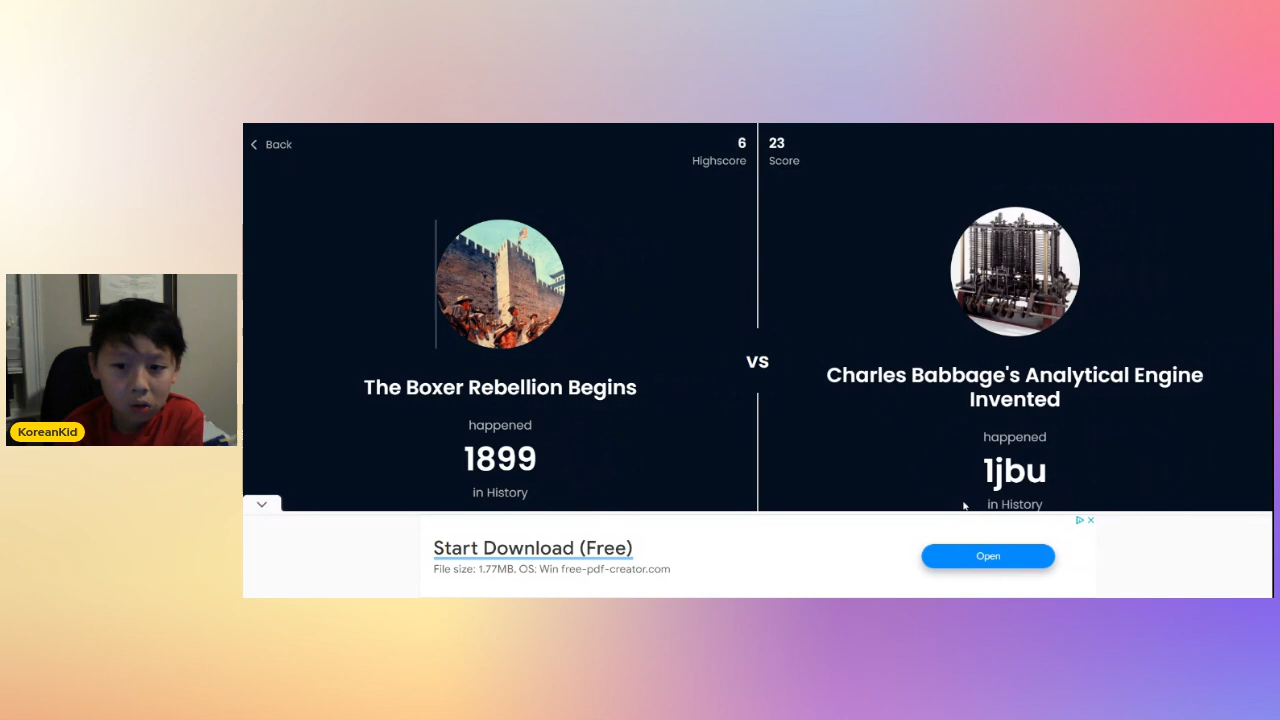 Back
6
Highscore
23
Score
The Boxer Rebellion Begins
happened
1899
in History
VS
Charles Babbage's Analytical Engine
Invented
happened
1jbu
in History
KoreanKid
Start Download (Free)
File size: 1.77MB. OS: Win free-pdf-creator.com
Open